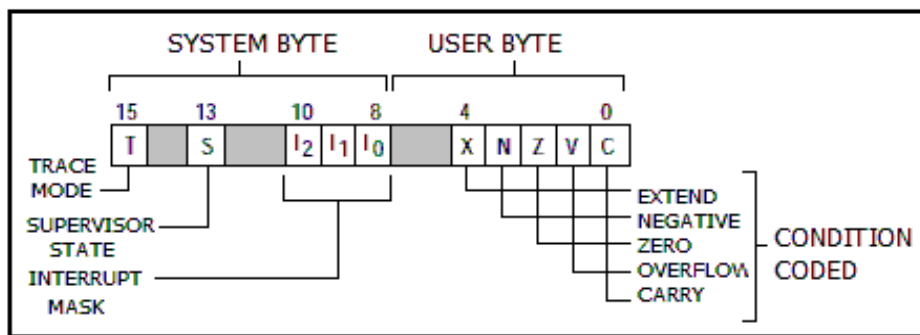 SYSTEM BYTE USER BYTE
15 13 10 8 4 0
T S I2 I1 I0 X N Z V C
TRACE
MODE
SUPERVISOR
STATE
INTERRUPT
MASK
EXTEND
NEGATIVE
ZERO
OVERFLOW
CARRY
CONDITION
CODED